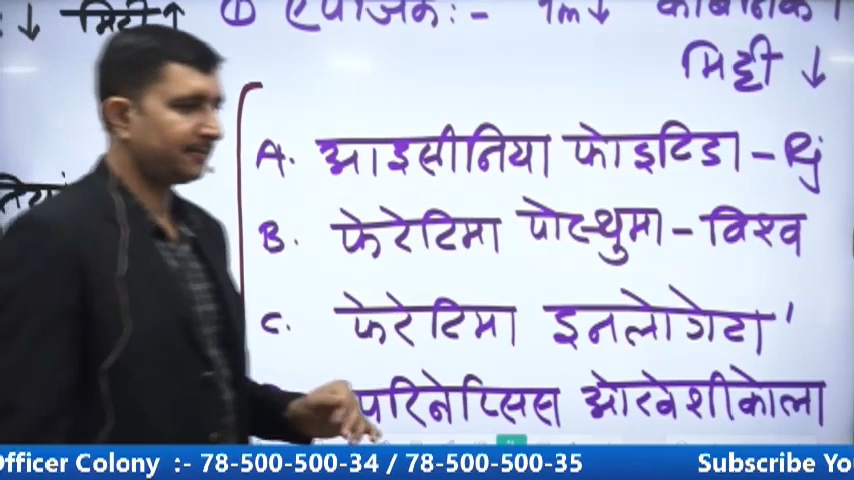 ↓ मिट्टी↑ ① एपीजिक:- 1m↓ कार्बनिक
मिट्टी ↓
A. आइसीनिया फोइटिडा - Rj
B. फेरेटिमा पोस्थुमा - विश्व
C. फेरेटिमा इनलोगेटा'
परिनेप्सिस ओरवेशीकोला
Officer Colony :- 78-500-500-34 / 78-500-500-35 Subscribe Yo